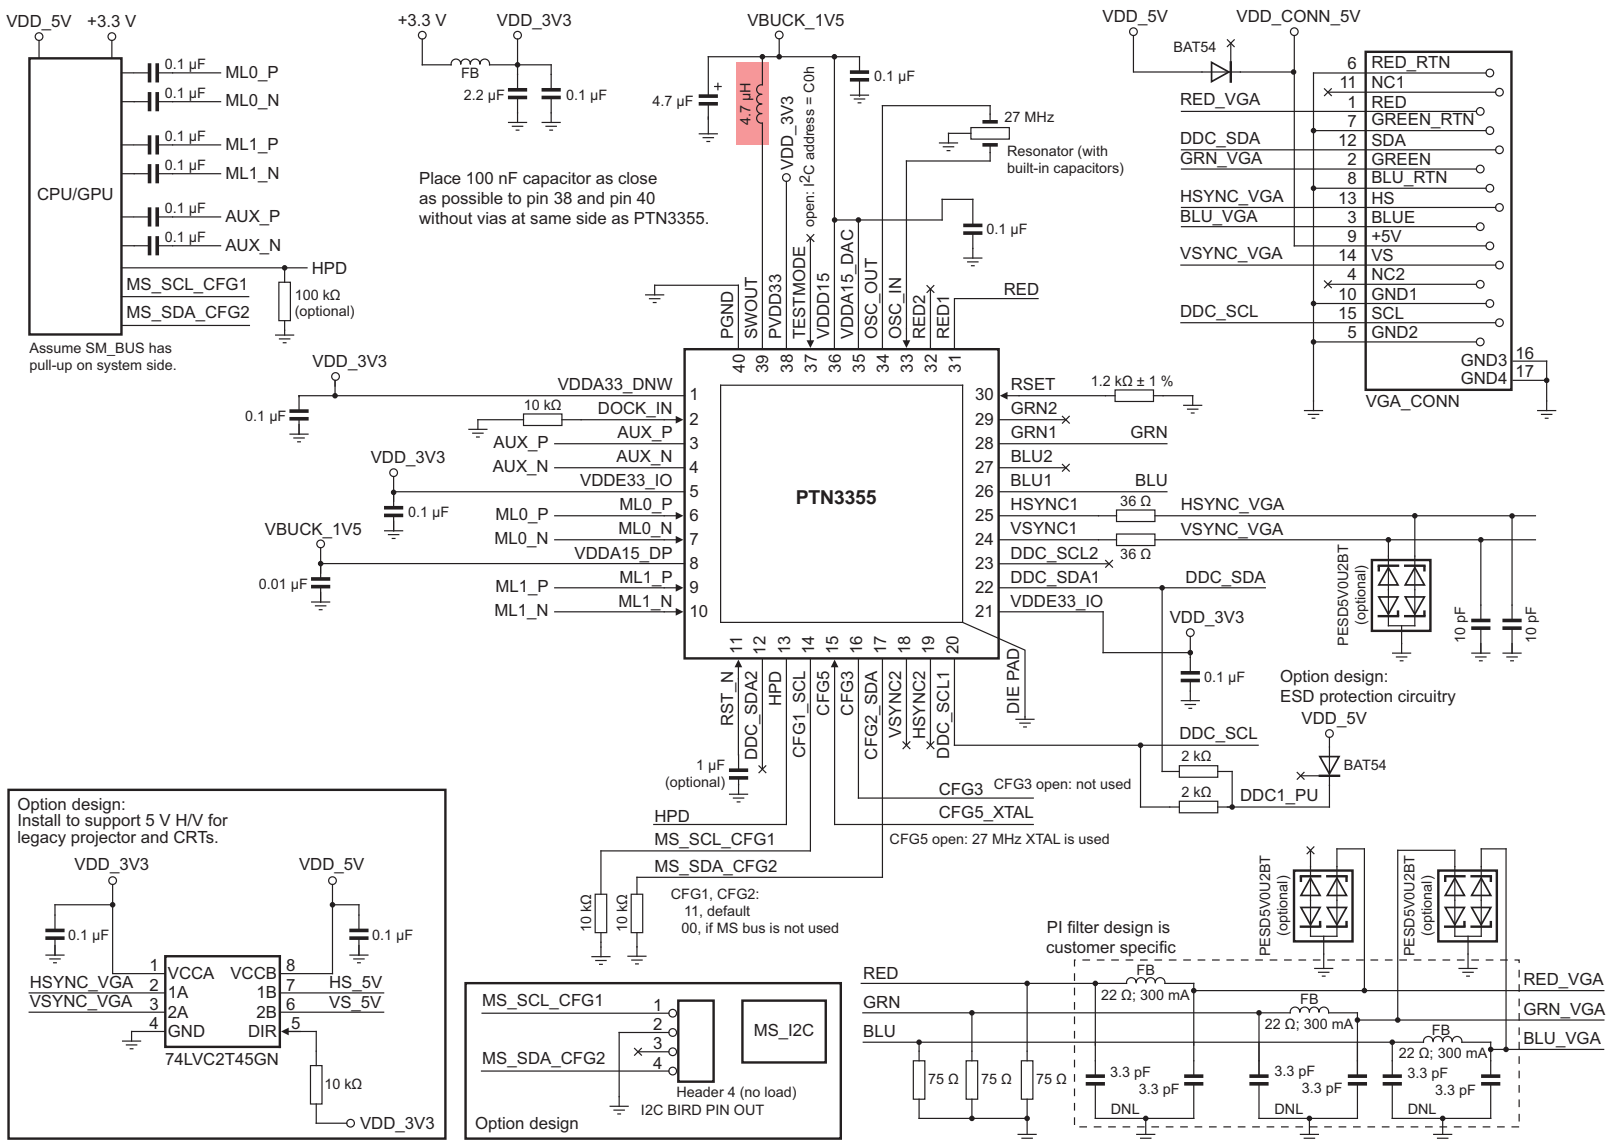 VDD_5V
+3.3 V
CPU/GPU
0.1 μF
ML0_P
0.1 μF
ML0_N
0.1 μF
ML1_P
0.1 μF
ML1_N
0.1 μF
AUX_P
0.1 μF
AUX_N
HPD
MS_SCL_CFG1
MS_SDA_CFG2
100 kΩ
(optional)
Assume SM_BUS has
pull-up on system side.
+3.3 V
VDD_3V3
FB
2.2 μF
0.1 μF
Place 100 nF capacitor as close
as possible to pin 38 and pin 40
without vias at same side as PTN3355.
VBUCK_1V5
4.7 μF
+
4.7 μH
VDD_3V3
open: I2C address = C0h
0.1 μF
27 MHz
Resonator (with
built-in capacitors)
0.1 μF
PGND
SWOUT
PVDD33
TESTMODE
VDD15
VDDA15_DAC
OSC_OUT
OSC_IN
RED2
RED1
RED
40
39
38
37
36
35
34
33
32
31
VDD_5V
VDD_CONN_5V
BAT54
RED_VGA
DDC_SDA
GRN_VGA
HSYNC_VGA
BLU_VGA
VSYNC_VGA
DDC_SCL
6 RED_RTN
11 NC1
1 RED
7 GREEN_RTN
12 SDA
2 GREEN
8 BLU_RTN
13 HS
3 BLUE
9 +5V
14 VS
4 NC2
10 GND1
15 SCL
5 GND2
GND3 16
GND4 17
VGA_CONN
VDD_3V3
0.1 μF
VDDA33_DNW 1
10 kΩ
DOCK_IN 2
AUX_P AUX_P 3
AUX_N AUX_N 4
VDD_3V3
0.1 μF
VDDE33_IO 5
ML0_P ML0_P 6
ML0_N ML0_N 7
VBUCK_1V5
0.01 μF
VDDA15_DP 8
ML1_P ML1_P 9
ML1_N ML1_N 10
PTN3355
30 RSET
1.2 kΩ ± 1 %
29 GRN2
28 GRN1 GRN
27 BLU2
26 BLU1 BLU
25 HSYNC1 36 Ω HSYNC_VGA
24 VSYNC1 36 Ω VSYNC_VGA
23 DDC_SCL2
22 DDC_SDA1 DDC_SDA
21 VDDE33_IO
VDD_3V3
0.1 μF
PESD5V0U2BT
(optional)
10 pF
10 pF
Option design:
ESD protection circuitry
VDD_5V
BAT54
DDC_SCL
2 kΩ
2 kΩ
DDC1_PU
11
12
13
14
15
16
17
18
19
20
RST_N
DDC_SDA2
HPD
CFG1_SCL
CFG5
CFG3
CFG2_SDA
VSYNC2
HSYNC2
DDC_SCL1
DIE PAD
1 μF
(optional)
CFG3
CFG3 open: not used
CFG5_XTAL
CFG5 open: 27 MHz XTAL is used
HPD
MS_SCL_CFG1
MS_SDA_CFG2
10 kΩ
10 kΩ
CFG1, CFG2:
11, default
00, if MS bus is not used
Option design:
Install to support 5 V H/V for
legacy projector and CRTs.
VDD_3V3
VDD_5V
0.1 μF
0.1 μF
1 VCCA VCCB 8
HSYNC_VGA 2 1A 1B 7 HS_5V
VSYNC_VGA 3 2A 2B 6 VS_5V
4 GND DIR 5
74LVC2T45GN
10 kΩ
VDD_3V3
MS_SCL_CFG1
MS_SDA_CFG2
1
2
3
4
MS_I2C
Header 4 (no load)
I2C BIRD PIN OUT
Option design
PI filter design is
customer specific
PESD5V0U2BT
(optional)
PESD5V0U2BT
(optional)
RED
GRN
BLU
75 Ω
75 Ω
75 Ω
FB
22 Ω; 300 mA
FB
22 Ω; 300 mA
FB
22 Ω; 300 mA
RED_VGA
GRN_VGA
BLU_VGA
3.3 pF
3.3 pF
DNL
3.3 pF
3.3 pF
DNL
3.3 pF
3.3 pF
DNL